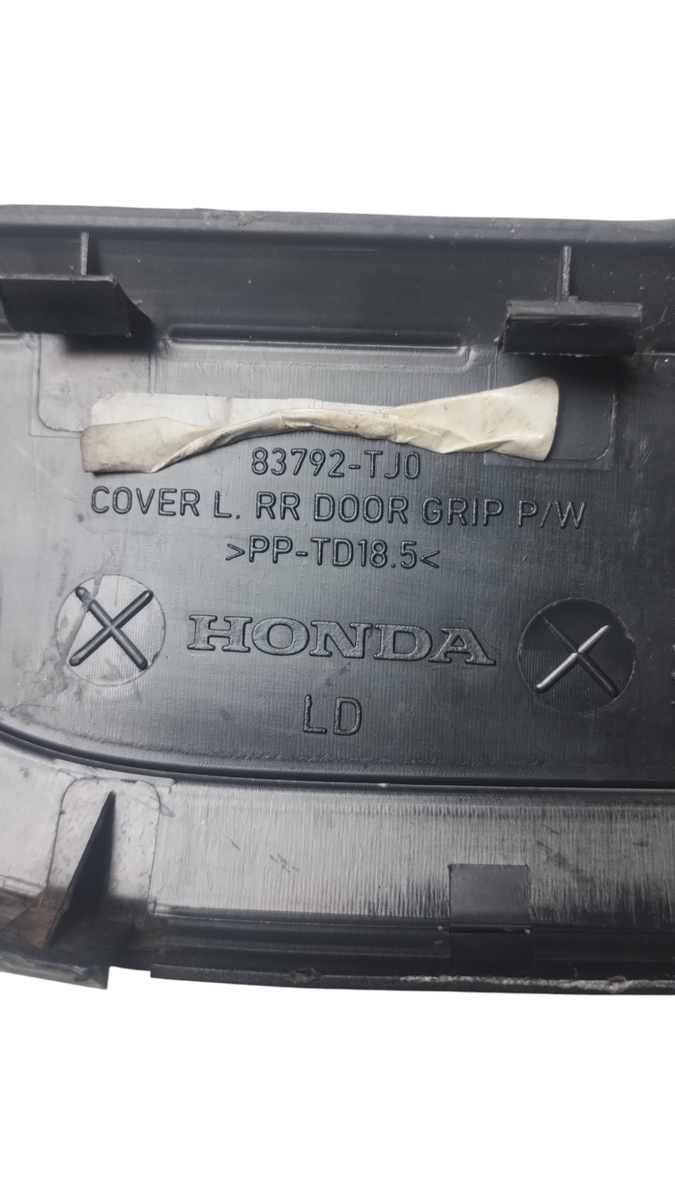 83792-TJ0
COVER L. RR DOOR GRIP P/W
>PP-TD18.5<
HONDA
LD